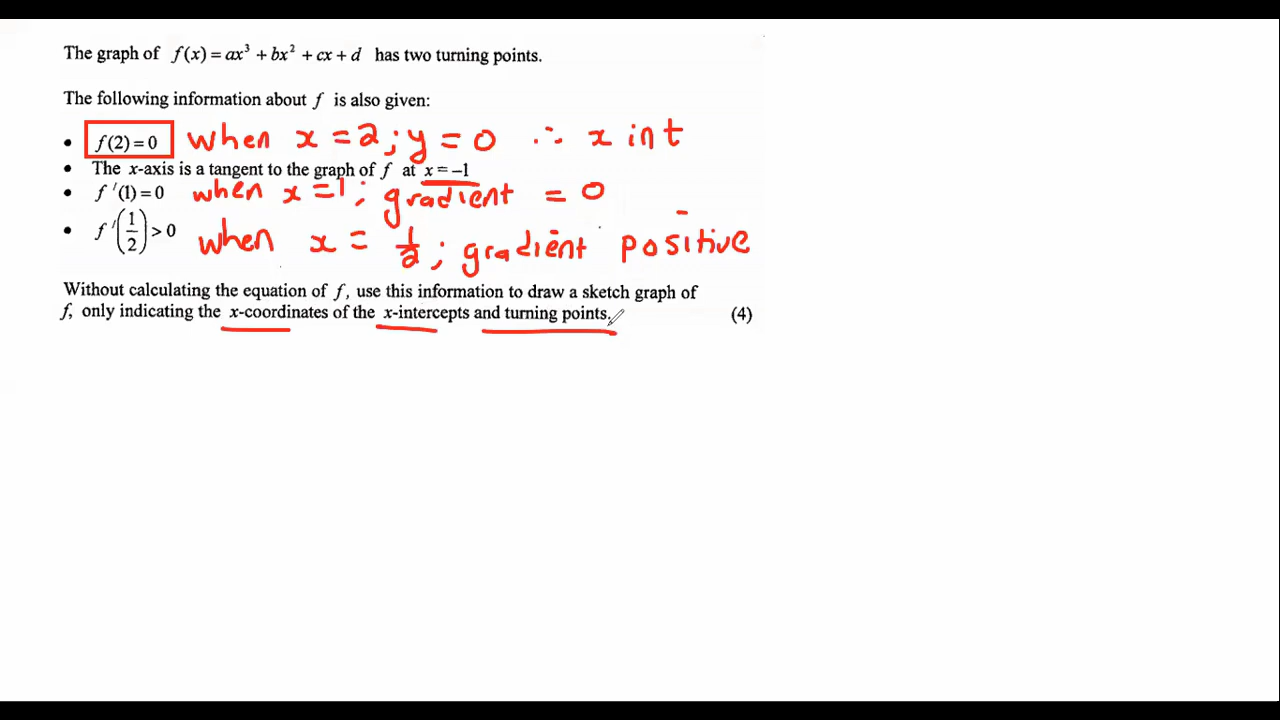 The graph of f(x) = ax³ + bx² + cx + d has two turning points.
The following information about f is also given:
• f(2) = 0 when x = 2; y = 0 ∴ x int
• The x-axis is a tangent to the graph of f at x = −1
• f ′(1) = 0 when x = 1; gradient = 0
• f ′(1/2) > 0 when x = 1/2; gradient positive
Without calculating the equation of f, use this information to draw a sketch graph of
f, only indicating the x-coordinates of the x-intercepts and turning points. (4)